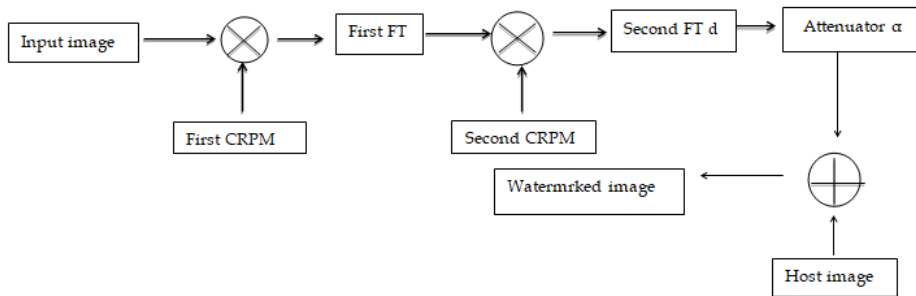 Input image
First FT
Second FT d
Attenuator α
First CRPM
Second CRPM
Watermrked image
Host image